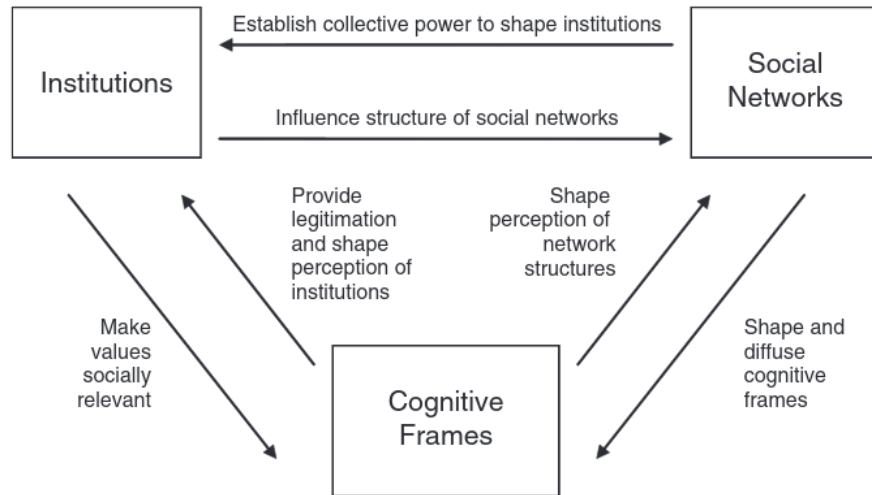 Establish collective power to shape institutions
Institutions
Social
Networks
Influence structure of social networks
Provide
legitimation
and shape
perception of
institutions
Shape
perception of
network
structures
Make
values
socially
relevant
Shape and
diffuse
cognitive
frames
Cognitive
Frames